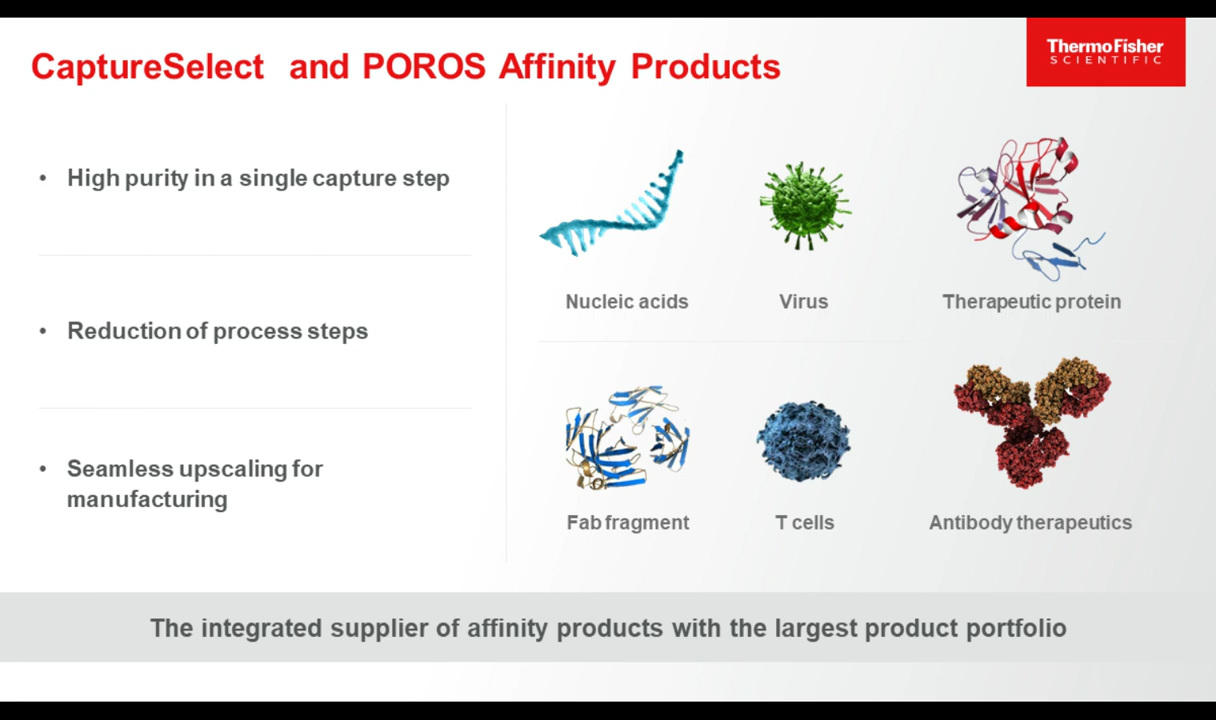 CaptureSelect and POROS Affinity Products
ThermoFisher
SCIENTIFIC
• High purity in a single capture step
• Reduction of process steps
• Seamless upscaling for
manufacturing
Nucleic acids
Virus
Therapeutic protein
Fab fragment
T cells
Antibody therapeutics
The integrated supplier of affinity products with the largest product portfolio